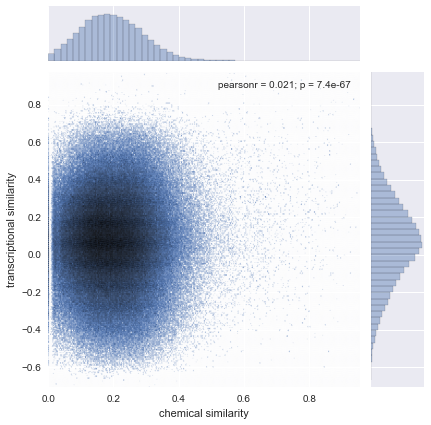 pearsonr = 0.021; p = 7.4e-67
transcriptional similarity
0.8
0.6
0.4
0.2
0.0
−0.2
−0.4
−0.6
0.0 0.2 0.4 0.6 0.8
chemical similarity